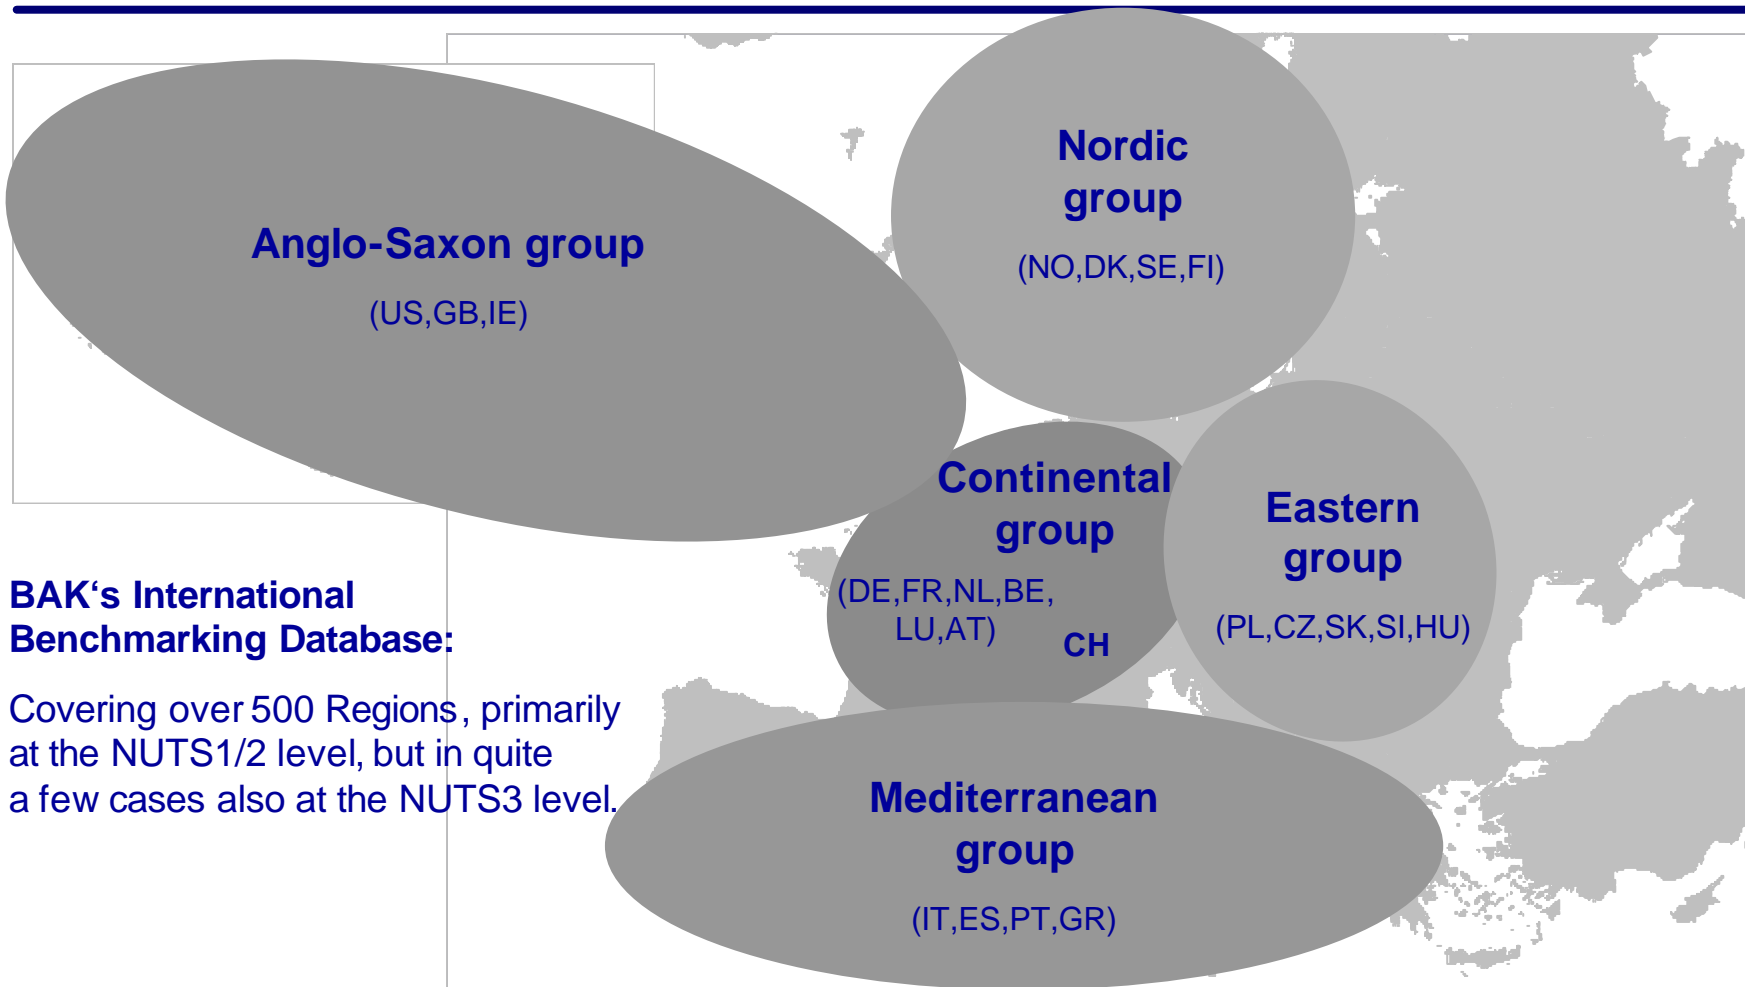 Nordic
group
(NO,DK,SE,FI)
Anglo-Saxon group
(US,GB,IE)
Continental
group
(DE,FR,NL,BE,
LU,AT)
CH
Eastern
group
(PL,CZ,SK,SI,HU)
BAK‘s International
Benchmarking Database:
Covering over 500 Regions, primarily
at the NUTS1/2 level, but in quite
a few cases also at the NUTS3 level.
Mediterranean
group
(IT,ES,PT,GR)